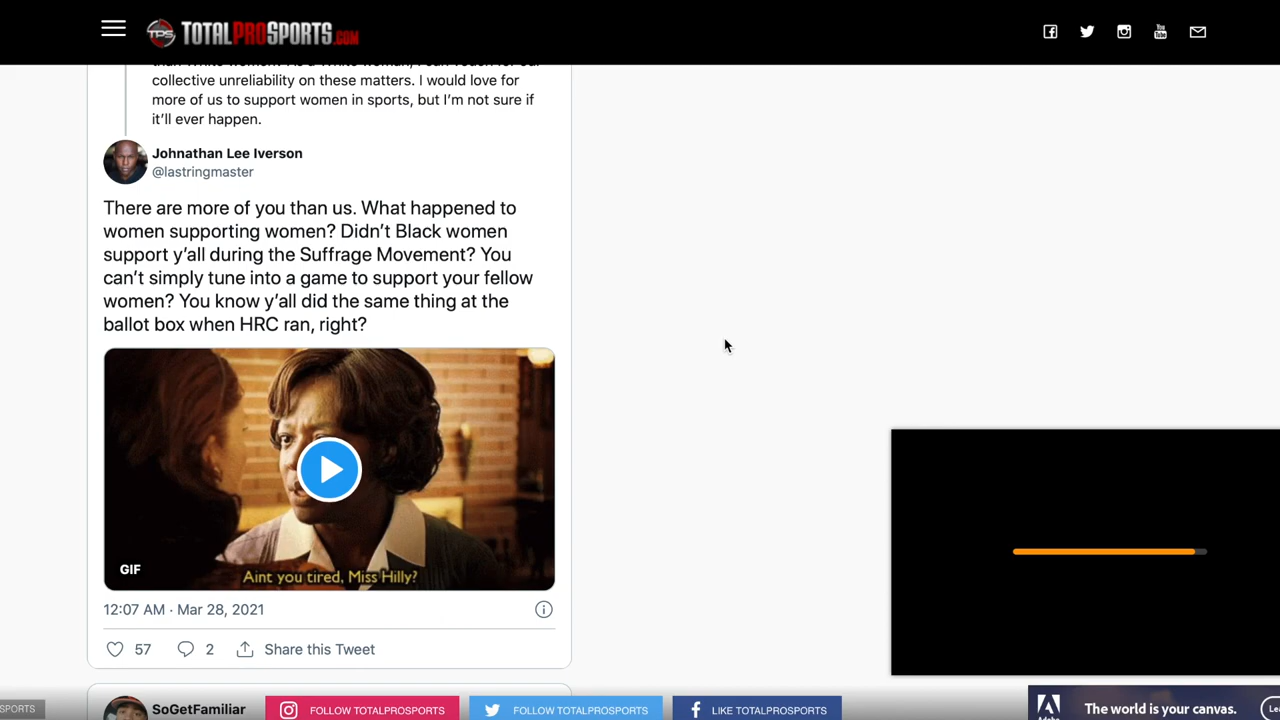 TPS TOTALPROSPORTS.COM
collective unreliability on these matters. I would love for
more of us to support women in sports, but I'm not sure if
it'll ever happen.
Johnathan Lee Iverson
@lastringmaster
There are more of you than us. What happened to
women supporting women? Didn't Black women
support y'all during the Suffrage Movement? You
can't simply tune into a game to support your fellow
women? You know y'all did the same thing at the
ballot box when HRC ran, right?
GIF
Aint you tired, Miss Hilly?
12:07 AM · Mar 28, 2021
57 2 Share this Tweet
SoGetFamiliar
SPORTS
FOLLOW TOTALPROSPORTS
FOLLOW TOTALPROSPORTS
LIKE TOTALPROSPORTS
Adobe
The world is your canvas.